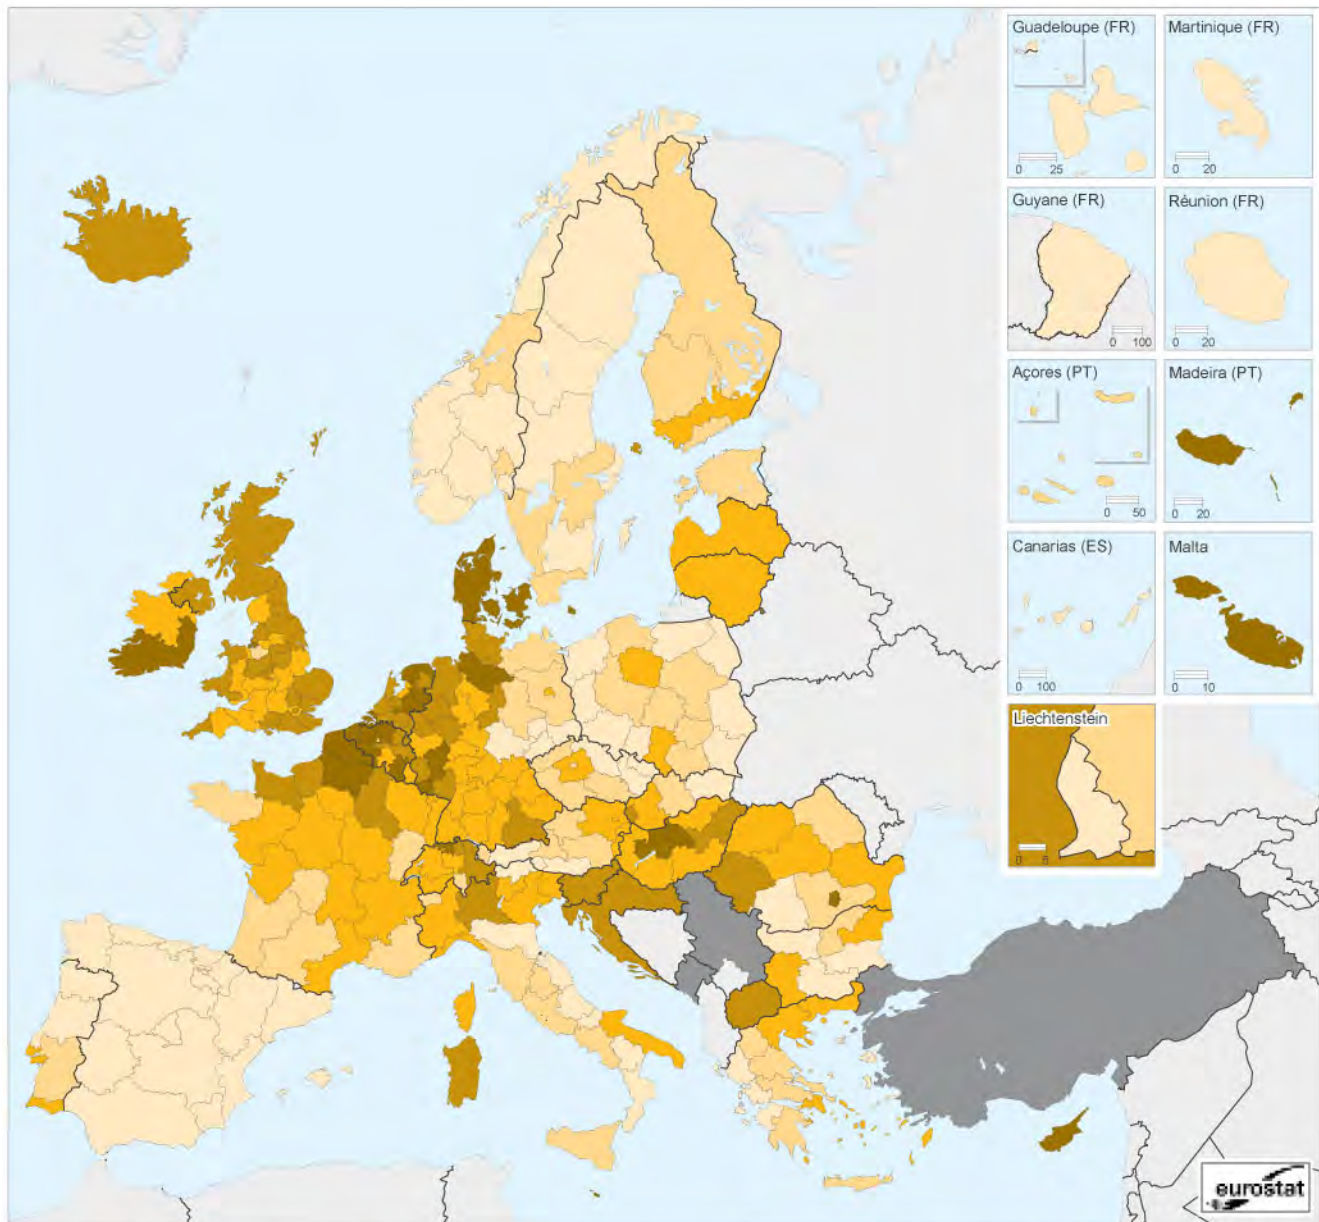 Guadeloupe (FR)
0 25
Martinique (FR)
0 20
Guyane (FR)
0 100
Réunion (FR)
0 20
Açores (PT)
0 50
Madeira (PT)
0 20
Canarias (ES)
0 100
Malta
0 10
Liechtenstein
0 5
eurostat